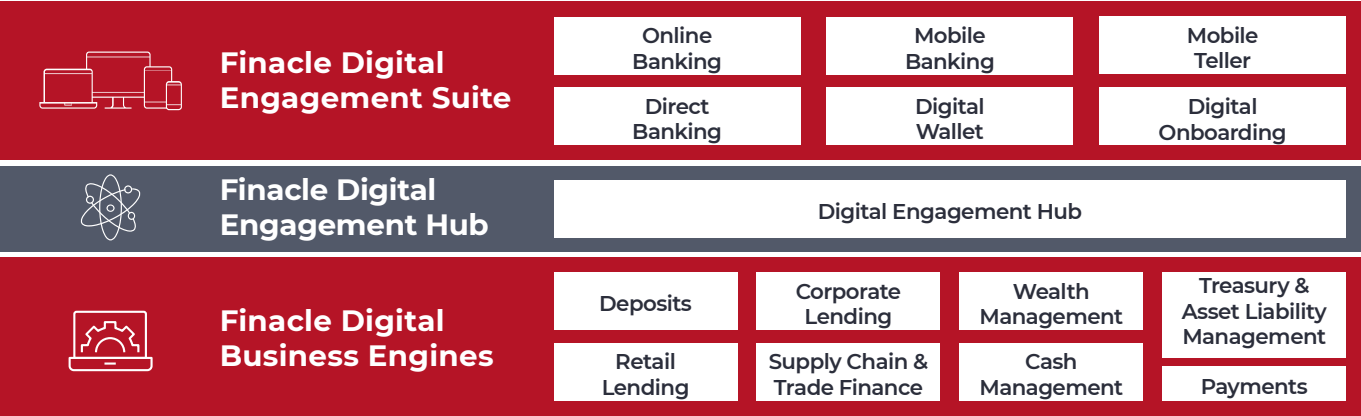 Finacle Digital
Engagement Suite
Online
Banking
Mobile
Banking
Mobile
Teller
Direct
Banking
Digital
Wallet
Digital
Onboarding
Finacle Digital
Engagement Hub
Digital Engagement Hub
Finacle Digital
Business Engines
Deposits
Corporate
Lending
Wealth
Management
Treasury &
Asset Liability
Management
Retail
Lending
Supply Chain &
Trade Finance
Cash
Management
Payments